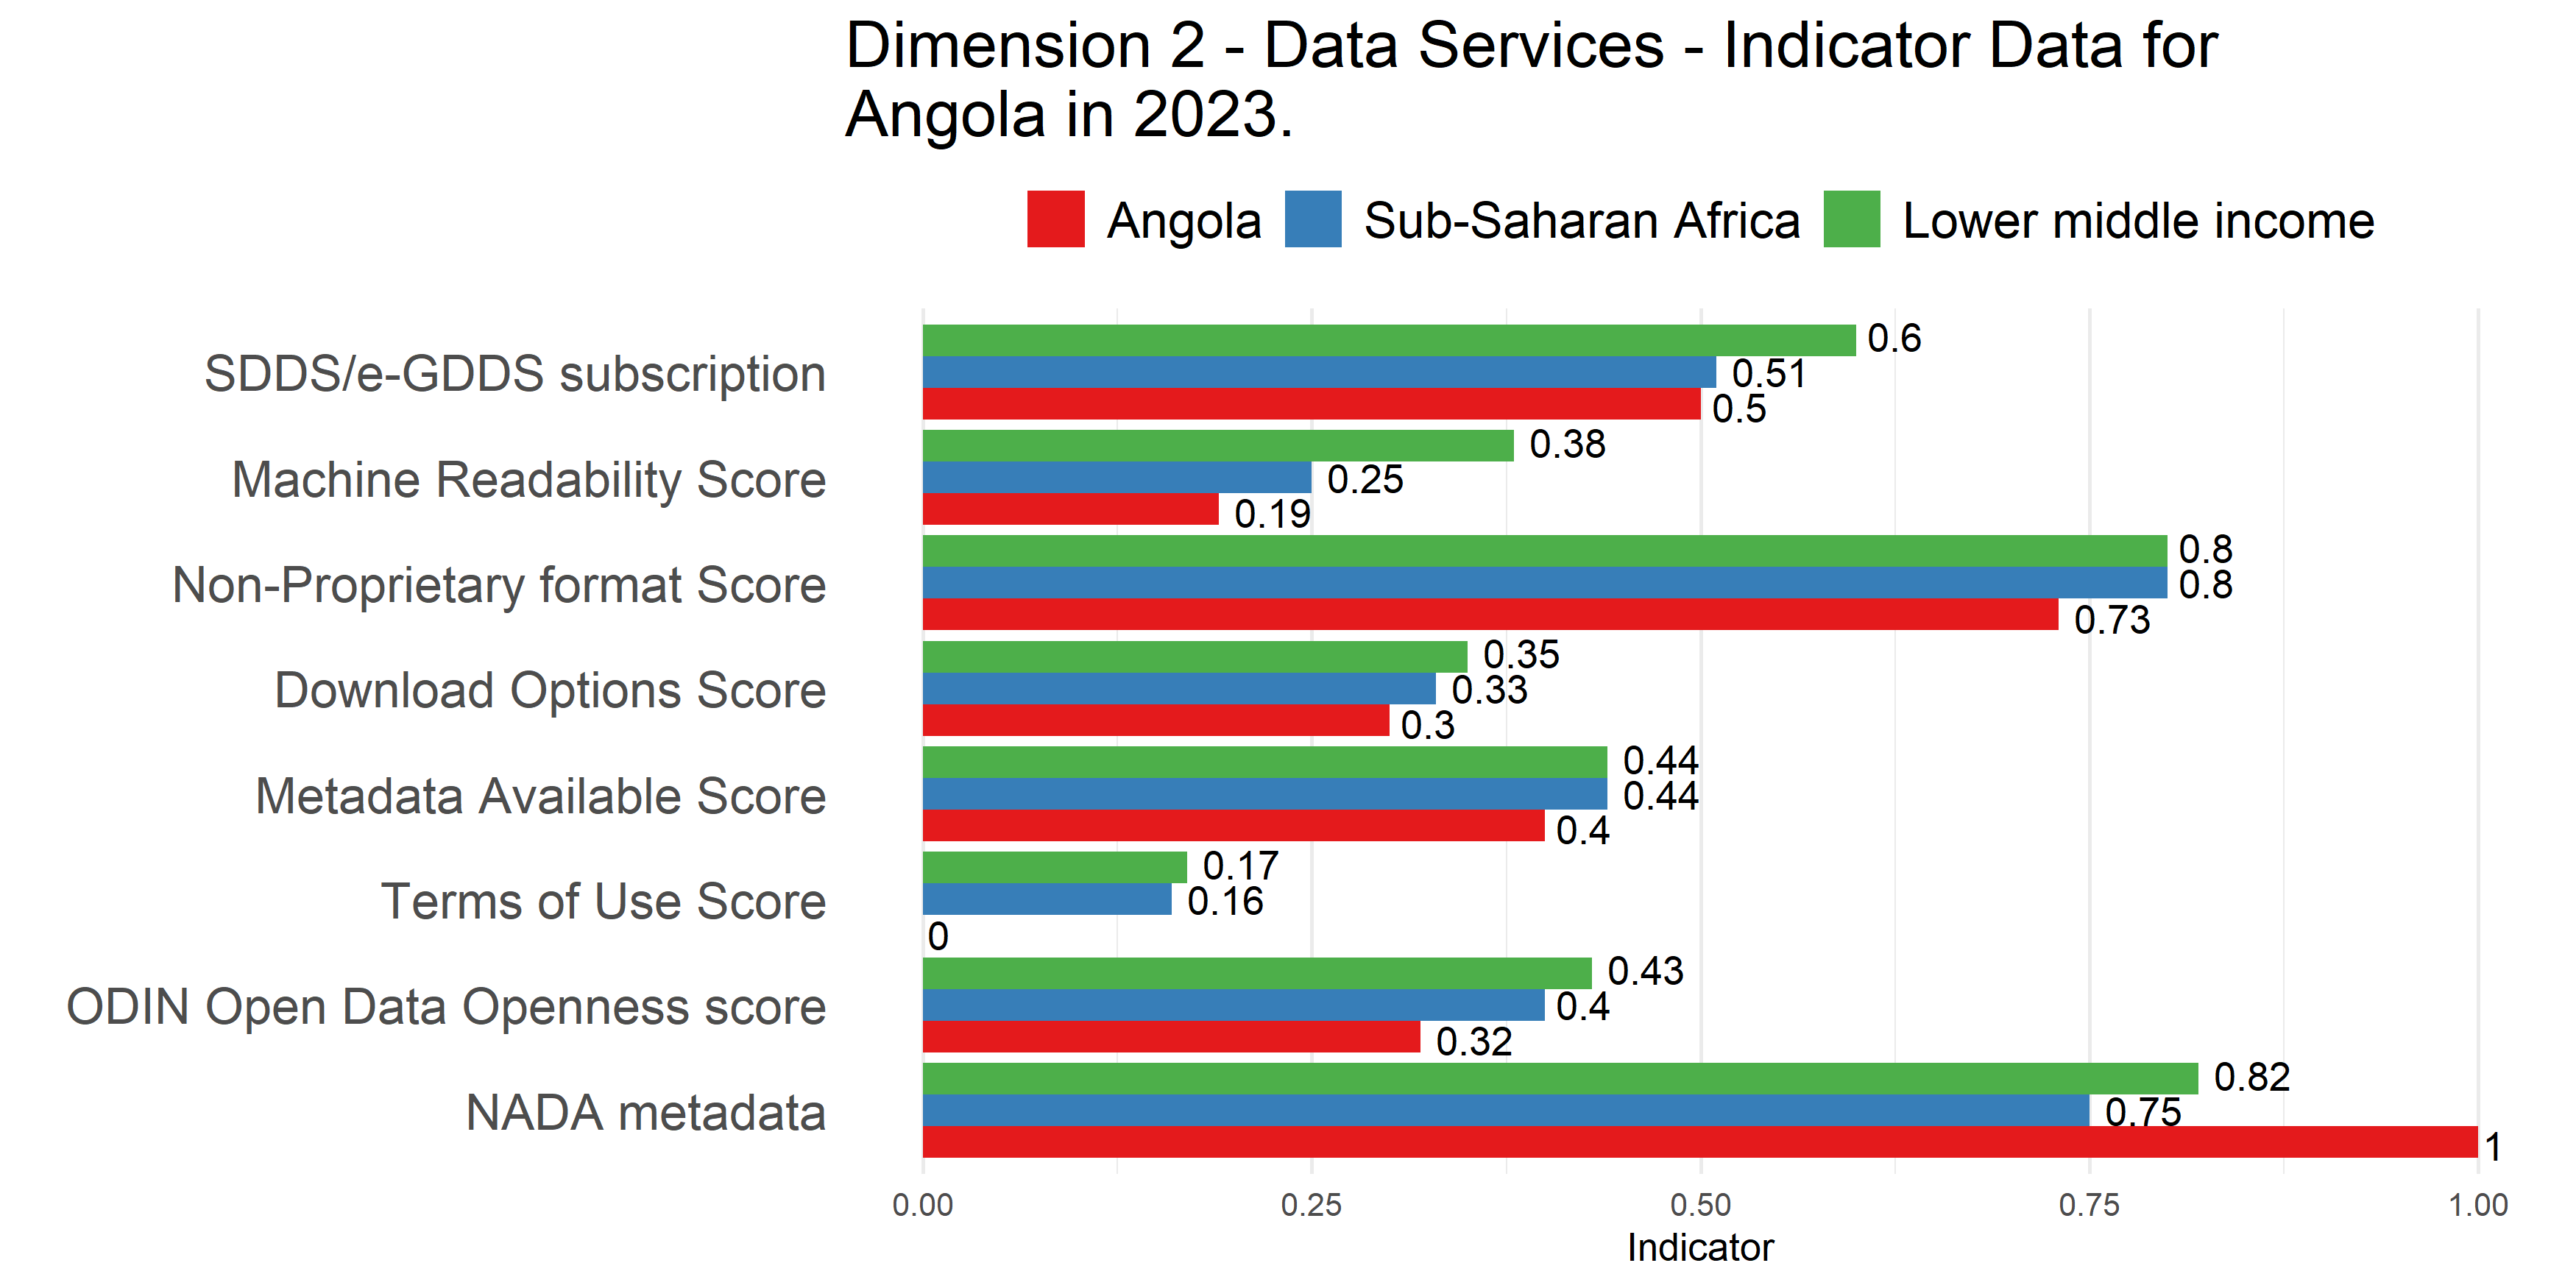 Dimension 2 - Data Services - Indicator Data for
Angola in 2023.
Angola Sub-Saharan Africa Lower middle income
SDDS/e-GDDS subscription
0.6
0.51
0.5
Machine Readability Score
0.38
0.25
0.19
Non-Proprietary format Score
0.8
0.8
0.73
Download Options Score
0.35
0.33
0.3
Metadata Available Score
0.44
0.44
0.4
Terms of Use Score
0.17
0.16
0
ODIN Open Data Openness score
0.43
0.4
0.32
NADA metadata
0.82
0.75
1
0.00 0.25 0.50 0.75 1.00
Indicator